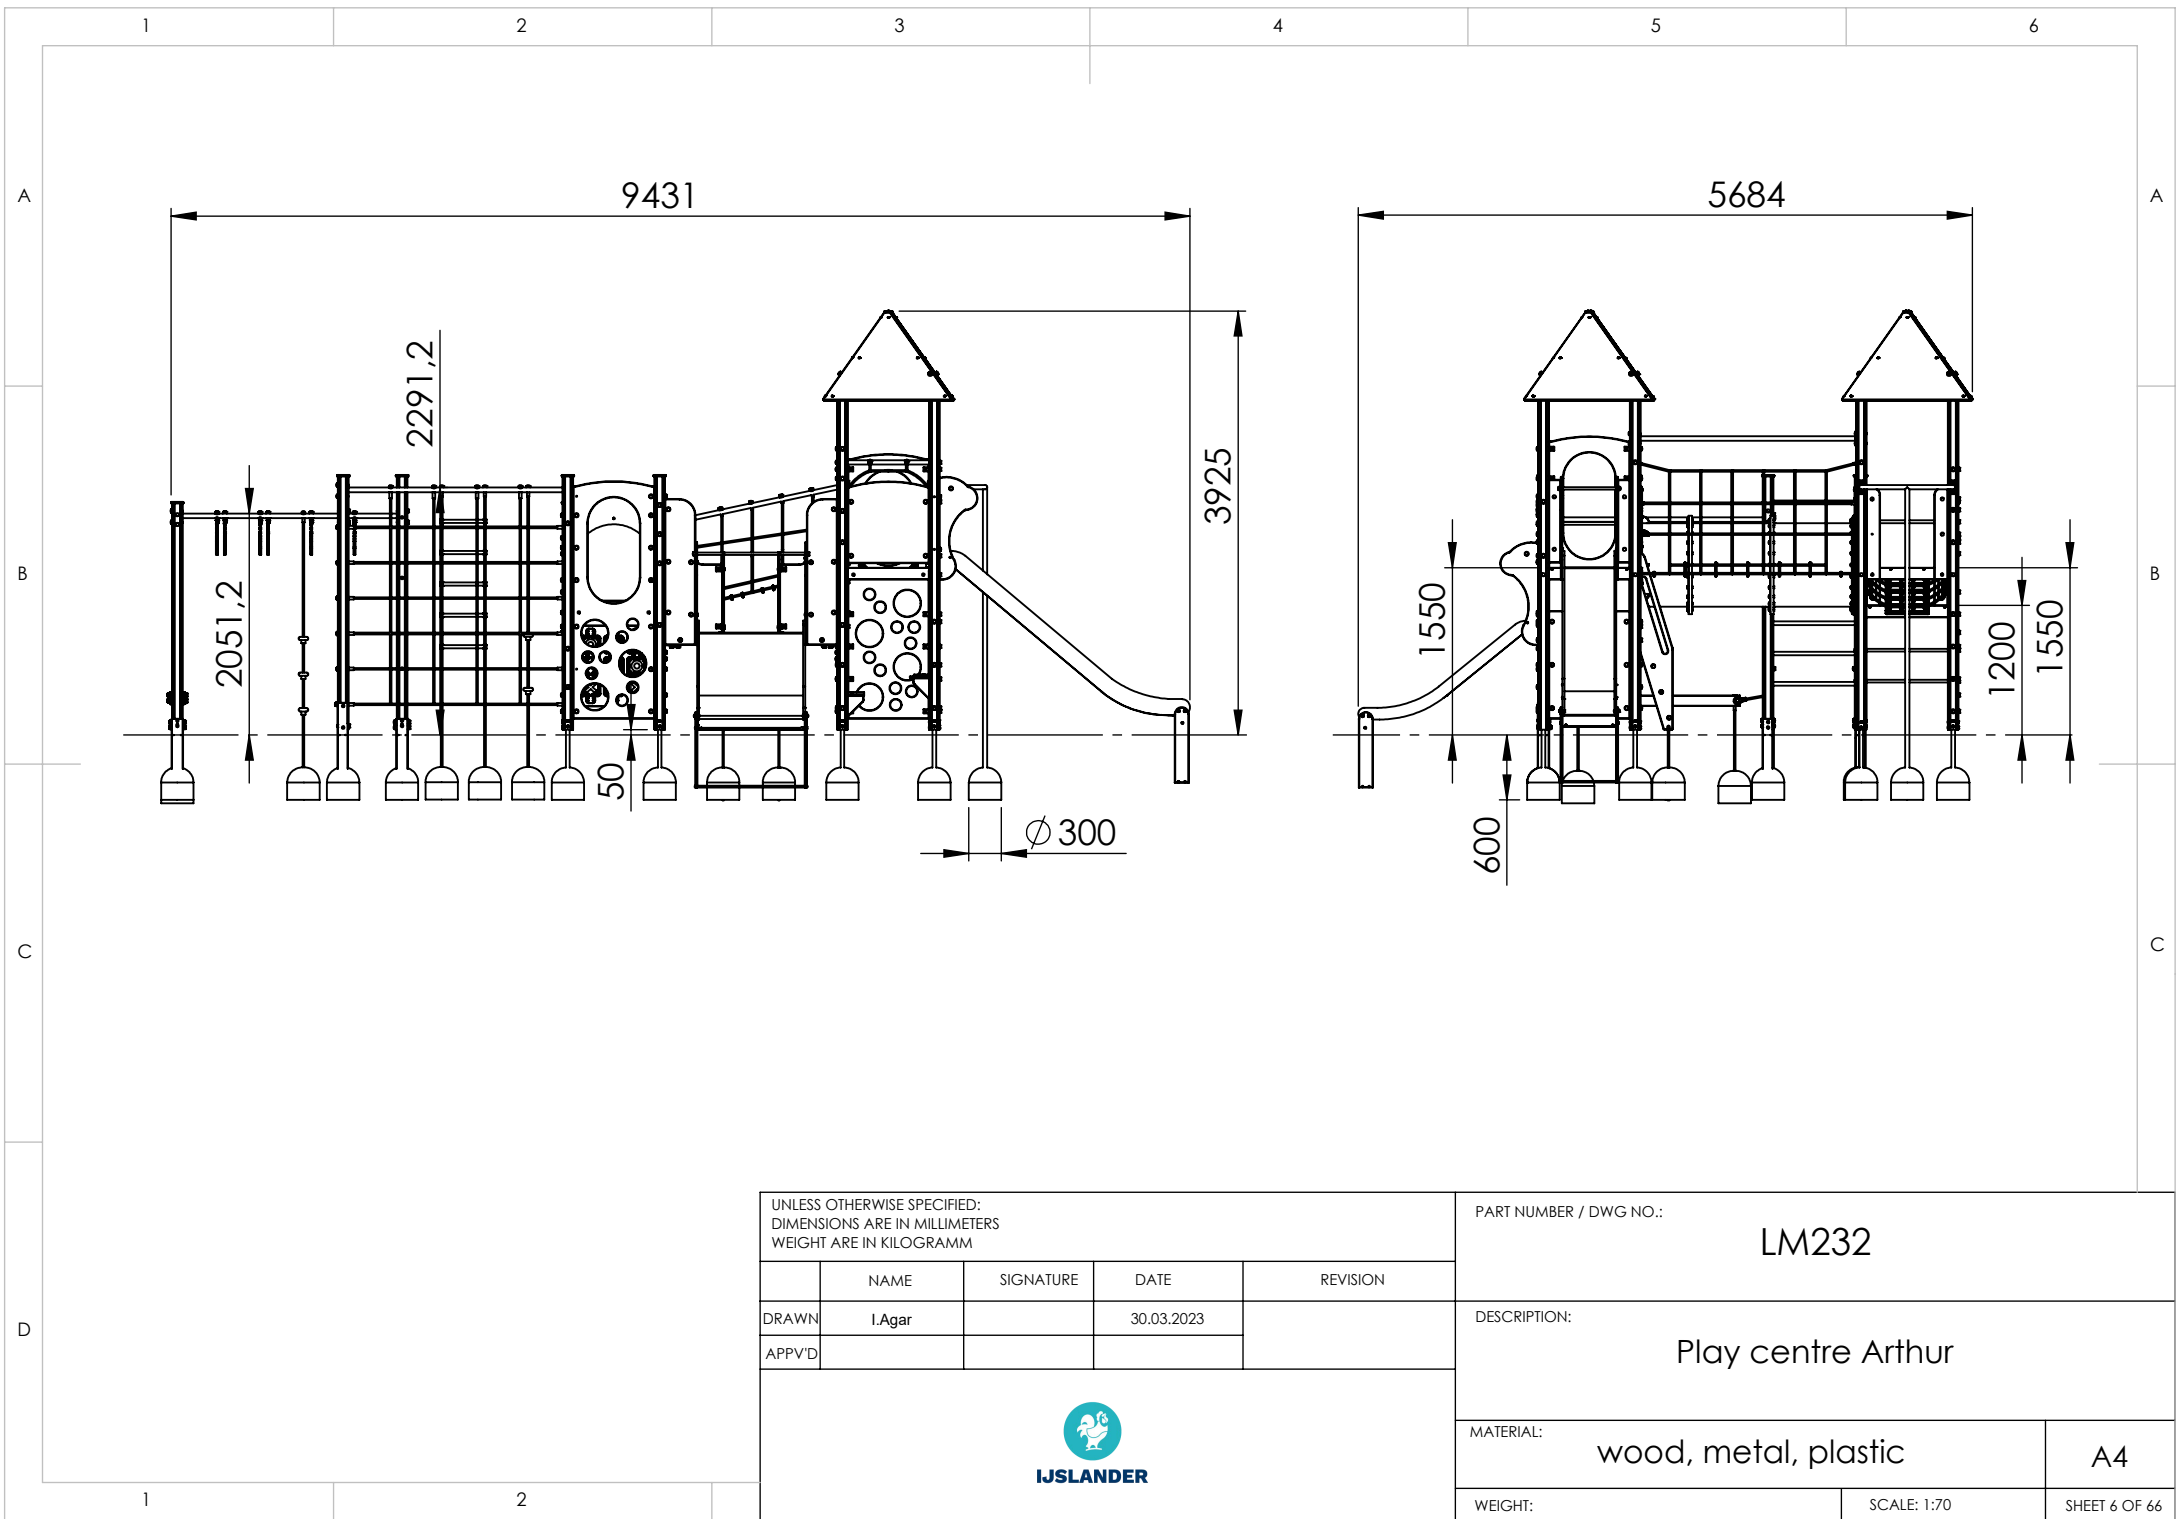 1 2 3 4 5 6
A A
9431 5684
2291,2
3925
B B
2051,2
1550
1200
1550
50
600
Ø 300
C C
UNLESS OTHERWISE SPECIFIED:
DIMENSIONS ARE IN MILLIMETERS
WEIGHT ARE IN KILOGRAMM
PART NUMBER / DWG NO.:
LM232
NAME SIGNATURE DATE REVISION
DRAWN I.Agar 30.03.2023
APPV'D
D
DESCRIPTION:
Play centre Arthur
MATERIAL:
wood, metal, plastic
A4
IJSLANDER
WEIGHT: SCALE: 1:70 SHEET 6 OF 66
1 2